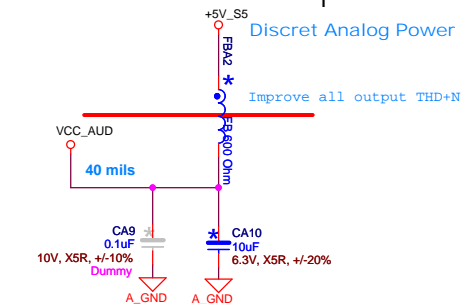 +5V_S5
Discret Analog Power
FBA2
*
Improve all output THD+N
FB 600 Ohm
VCC_AUD
40 mils
*
CA9
0.1uF
10V, X5R, +/-10%
Dummy
*
CA10
10uF
6.3V, X5R, +/-20%
A_GND
A_GND